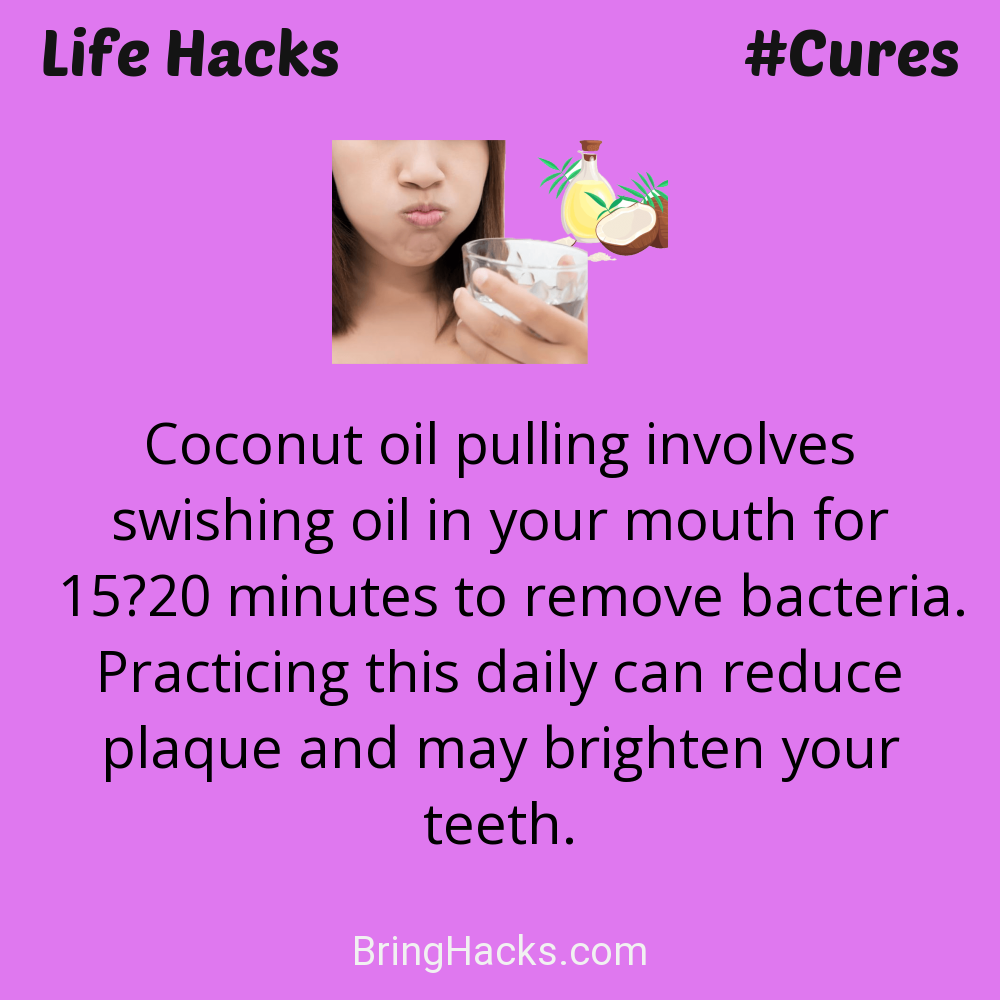 Life Hacks
#Cures
Coconut oil pulling involves
swishing oil in your mouth for
15?20 minutes to remove bacteria.
Practicing this daily can reduce
plaque and may brighten your
teeth.
BringHacks.com